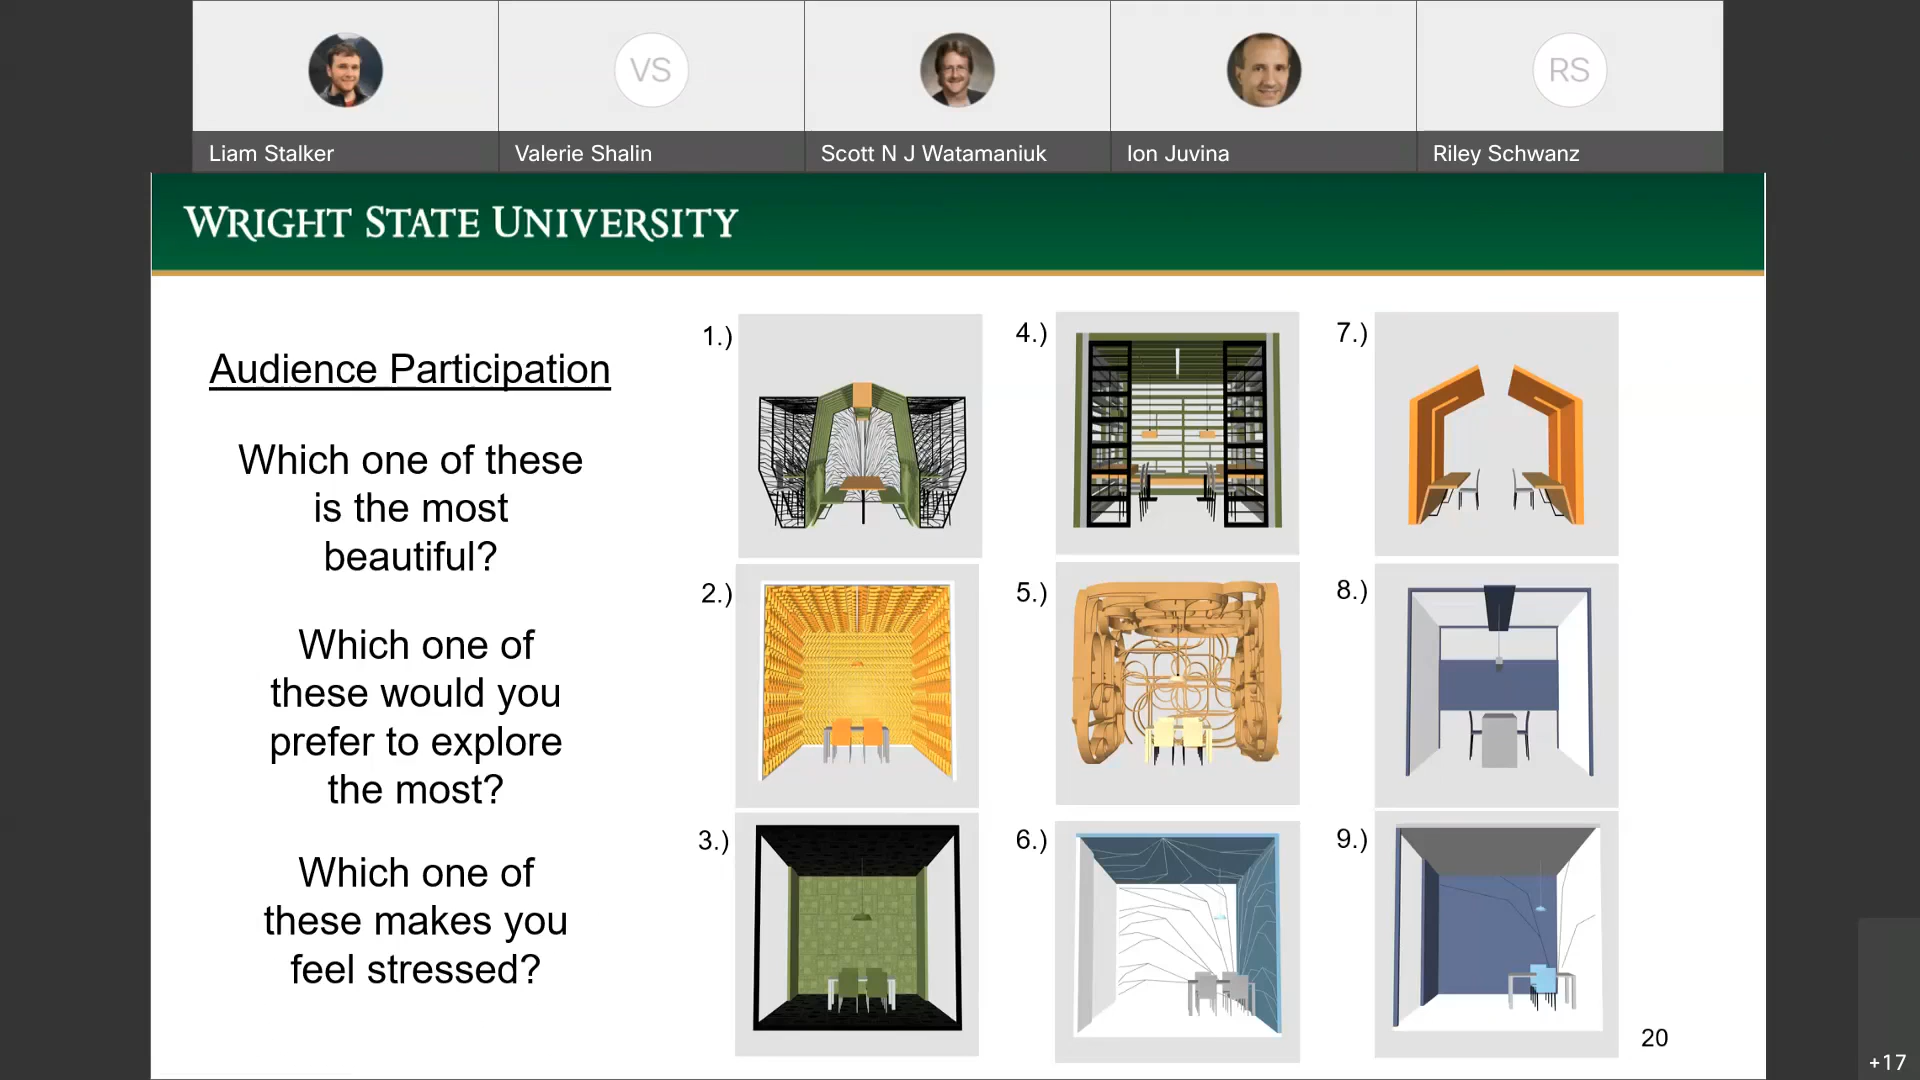 VS
RS
Liam Stalker
Valerie Shalin
Scott N J Watamaniuk
Ion Juvina
Riley Schwanz
WRIGHT STATE UNIVERSITY
Audience Participation
Which one of these
is the most
beautiful?
Which one of
these would you
prefer to explore
the most?
Which one of
these makes you
feel stressed?
1.)
4.)
7.)
2.)
5.)
8.)
3.)
6.)
9.)
20
+17